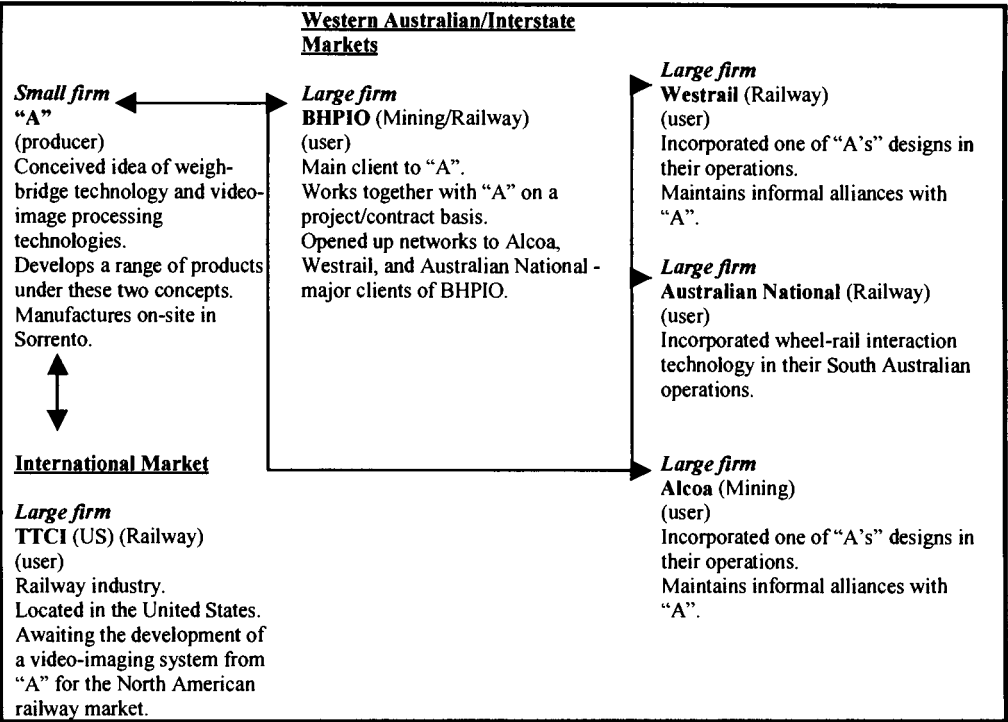 Western Australian/Interstate
Markets
Small firm
“A”
(producer)
Conceived idea of weigh-
bridge technology and video-
image processing
technologies.
Develops a range of products
under these two concepts.
Manufactures on-site in
Sorrento.
Large firm
BHPIO (Mining/Railway)
(user)
Main client to “A”.
Works together with “A” on a
project/contract basis.
Opened up networks to Alcoa,
Westrail, and Australian National -
major clients of BHPIO.
Large firm
Westrail (Railway)
(user)
Incorporated one of “A’s” designs in
their operations.
Maintains informal alliances with
“A”.
Large firm
Australian National (Railway)
(user)
Incorporated wheel-rail interaction
technology in their South Australian
operations.
Large firm
Alcoa (Mining)
(user)
Incorporated one of “A’s” designs in
their operations.
Maintains informal alliances with
“A”.
International Market
Large firm
TTCI (US) (Railway)
(user)
Railway industry.
Located in the United States.
Awaiting the development of
a video-imaging system from
“A” for the North American
railway market.